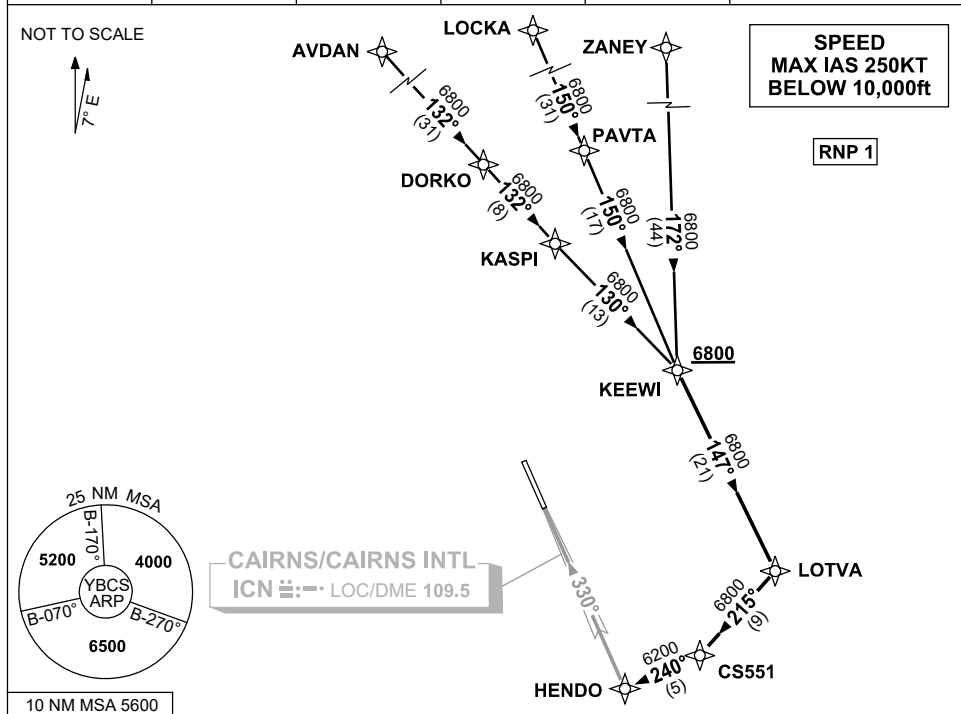 NOT TO SCALE
7° E
AVDAN
LOCKA
ZANEY
SPEED
MAX IAS 250KT
BELOW 10,000ft
RNP 1
6800
132°
(31)
6800
150°
(31)
PAVTA
DORKO
6800
132°
(8)
6800
150°
(17)
6800
172°
(44)
KASPI
6800
130°
(13)
6800
KEEWI
6800
147°
(21)
25 NM MSA
B-170°
5200
4000
YBCS
ARP
B-070°
B-270°
6500
10 NM MSA 5600
CAIRNS/CAIRNS INTL
ICN LOC/DME 109.5
330°
LOTVA
6800
215°
(9)
CS551
6200
240°
(5)
HENDO